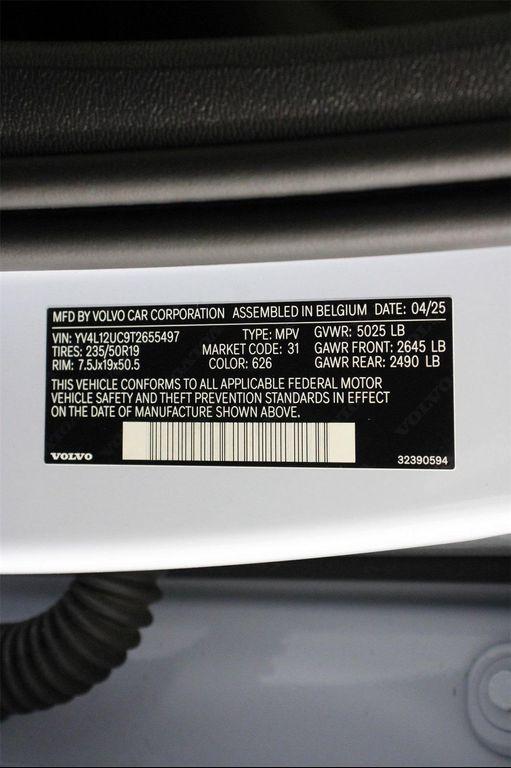 MFD BY VOLVO CAR CORPORATION ASSEMBLED IN BELGIUM DATE: 04/25
VIN: YV4L12UC9T2655497 TYPE: MPV GVWR: 5025 LB
TIRES: 235/50R19 MARKET CODE: 31 GAWR FRONT: 2645 LB
RIM: 7.5Jx19x50.5 COLOR: 626 GAWR REAR: 2490 LB
THIS VEHICLE CONFORMS TO ALL APPLICABLE FEDERAL MOTOR
VEHICLE SAFETY AND THEFT PREVENTION STANDARDS IN EFFECT
ON THE DATE OF MANUFACTURE SHOWN ABOVE.
VOLVO 32390594